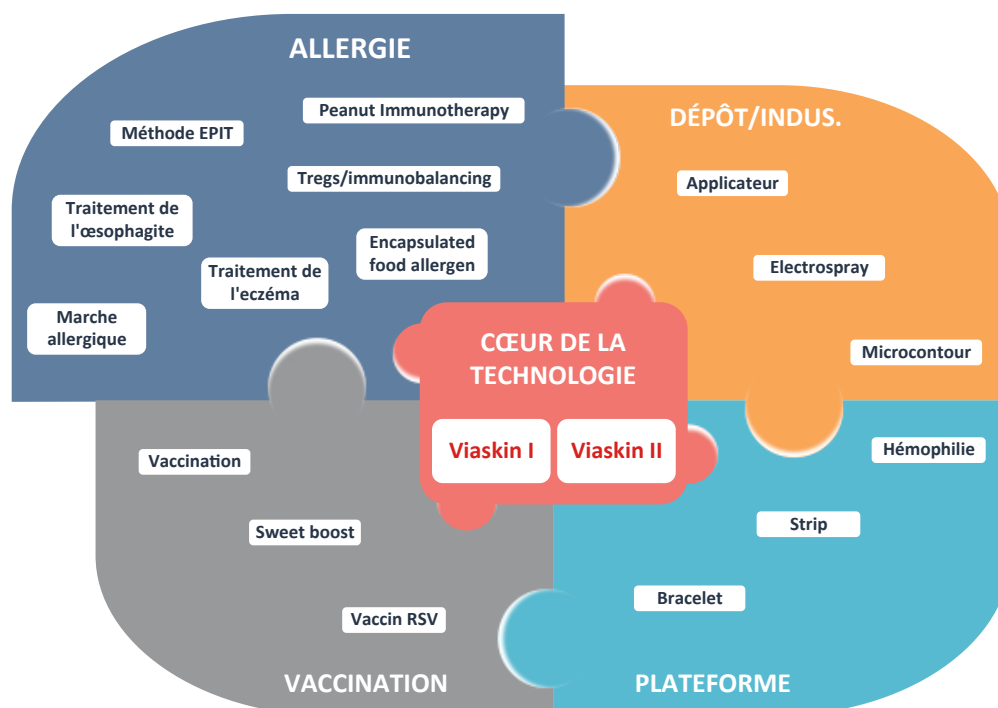 ALLERGIE
Peanut Immunotherapy
Méthode EPIT
Tregs/immunobalancing
Traitement de
l'œsophagite
Encapsulated
food allergen
Traitement de
l'eczéma
Marche
allergique
DÉPÔT/INDUS.
Applicateur
Electrospray
Microcontour
CŒUR DE LA
TECHNOLOGIE
Viaskin I
Viaskin II
Vaccination
Sweet boost
Vaccin RSV
VACCINATION
Hémophilie
Strip
Bracelet
PLATEFORME